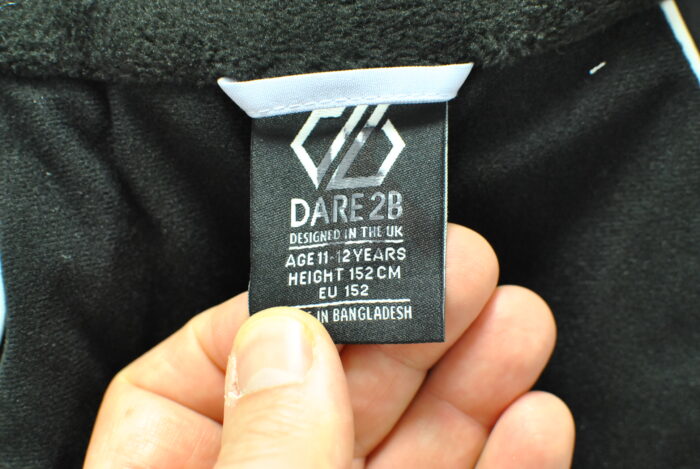 DARE 2B
DESIGNED IN THE UK
AGE 11-12 YEARS
HEIGHT 152 CM
EU 152
IN BANGLADESH